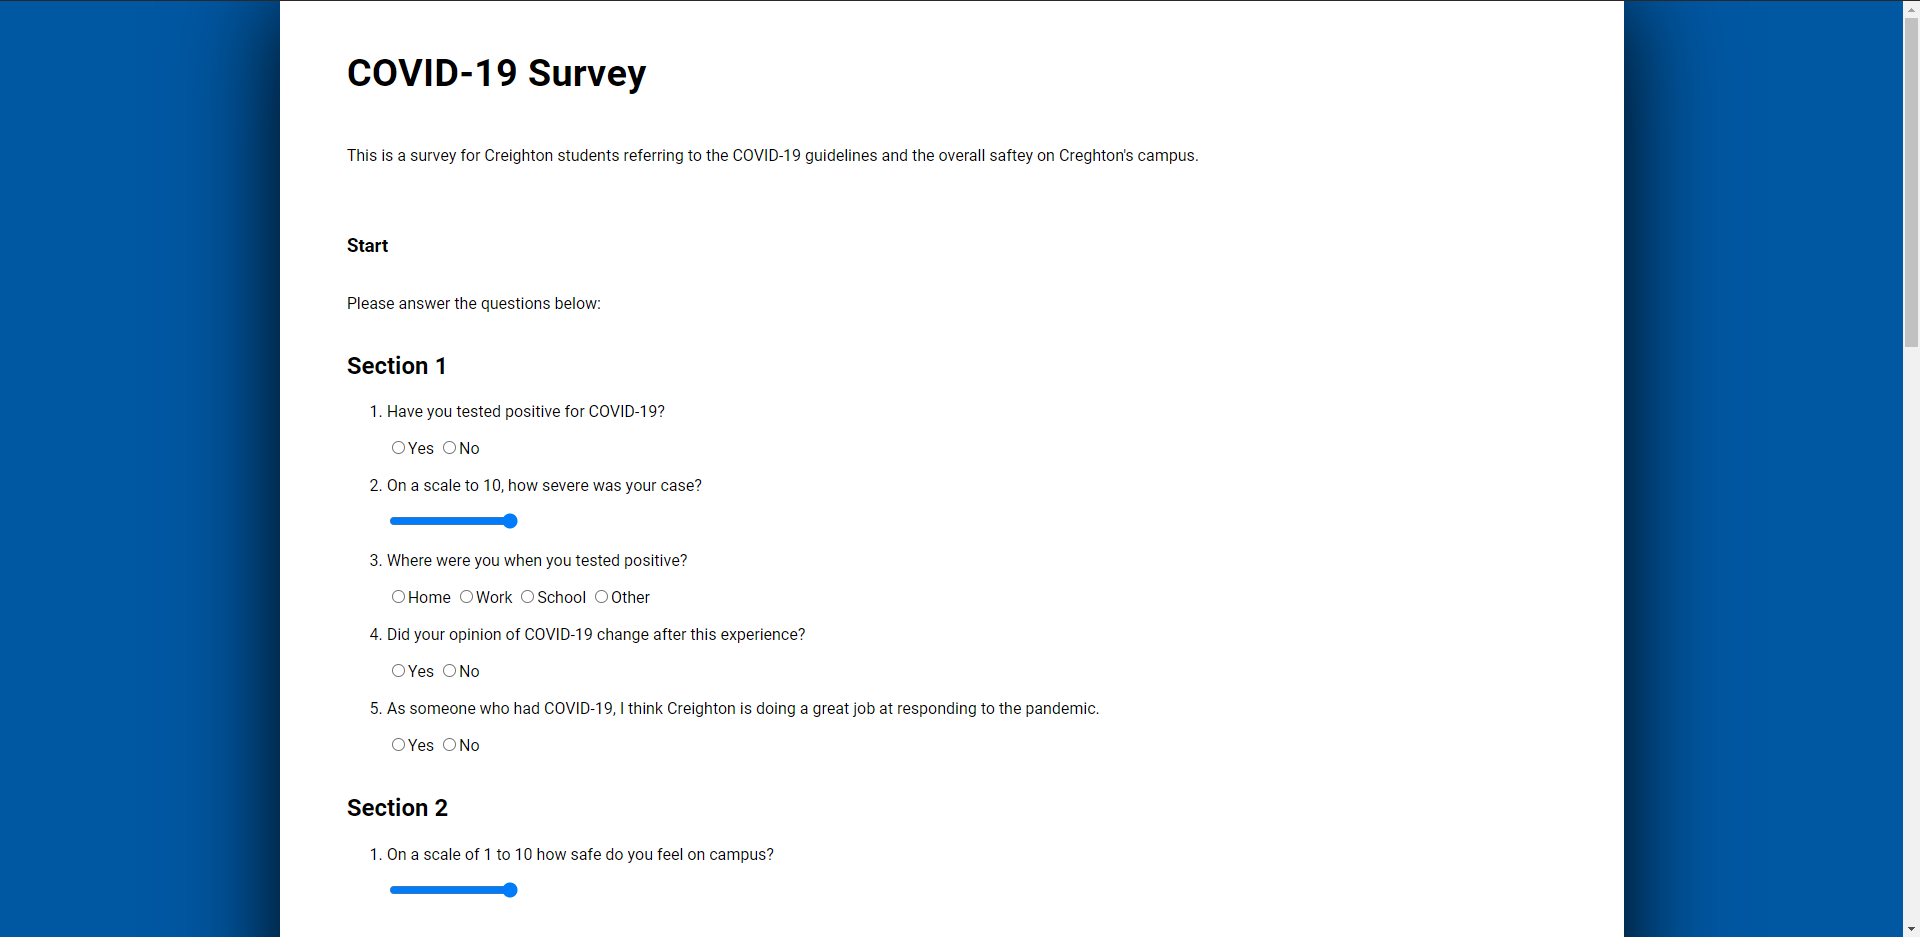 COVID-19 Survey
This is a survey for Creighton students referring to the COVID-19 guidelines and the overall saftey on Creghton's campus.
Start
Please answer the questions below:
Section 1
1. Have you tested positive for COVID-19?
Yes No
2. On a scale to 10, how severe was your case?
3. Where were you when you tested positive?
Home Work School Other
4. Did your opinion of COVID-19 change after this experience?
Yes No
5. As someone who had COVID-19, I think Creighton is doing a great job at responding to the pandemic.
Yes No
Section 2
1. On a scale of 1 to 10 how safe do you feel on campus?